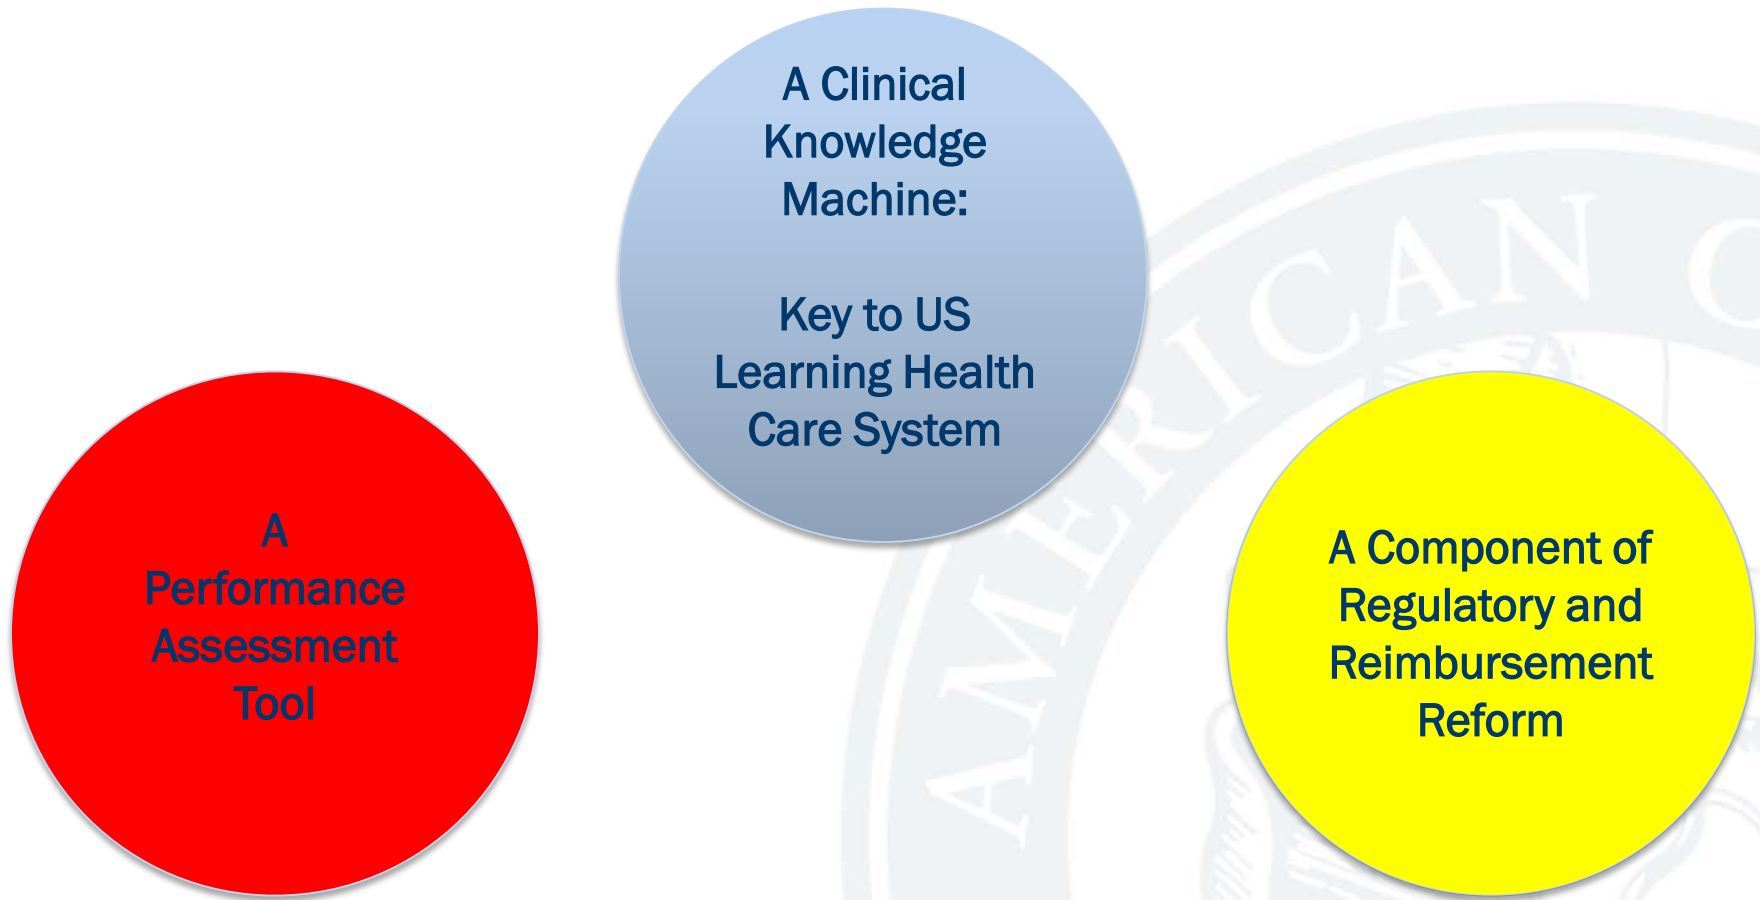 A Clinical
Knowledge
Machine:
Key to US
Learning Health
Care System
A
Performance
Assessment
Tool
A Component of
Regulatory and
Reimbursement
Reform
AMERICAN C